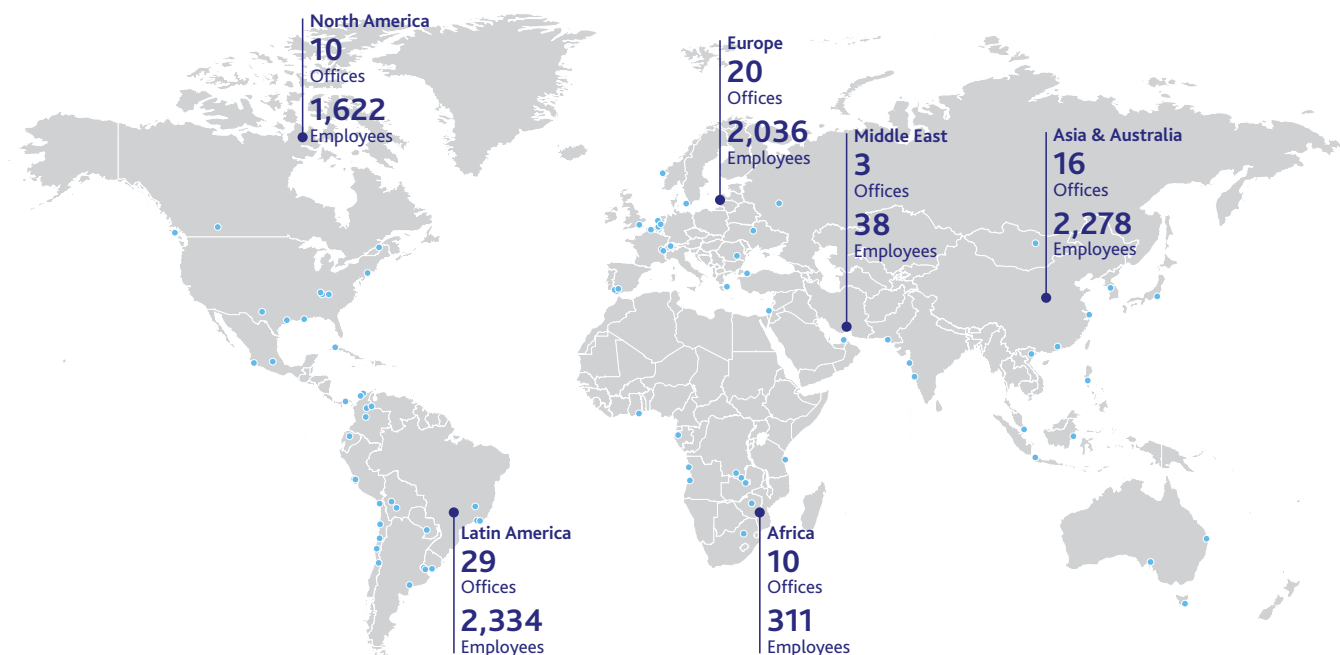 North America
10
Offices
1,622
Employees
Europe
20
Offices
2,036
Employees
Middle East
3
Offices
38
Employees
Asia & Australia
16
Offices
2,278
Employees
Latin America
29
Offices
2,334
Employees
Africa
10
Offices
311
Employees